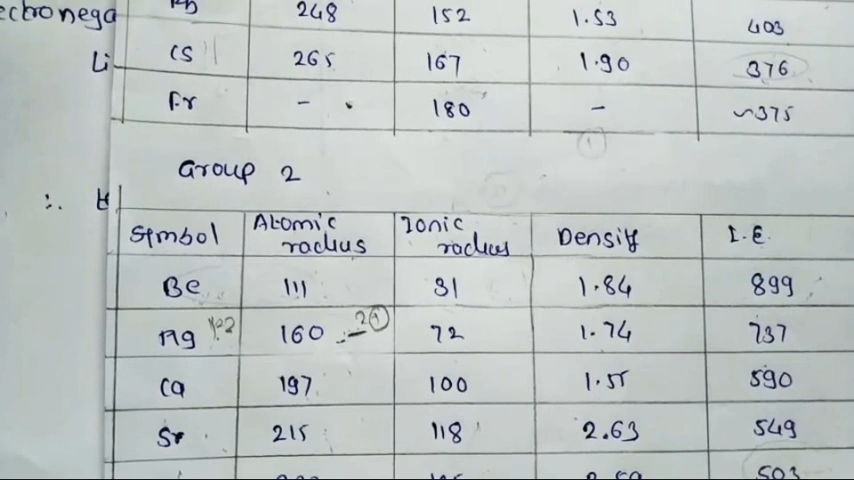 ectronega
Rb 248 152 1.53 403
Li
Cs 265 167 1.90 376
Fr - 180 - ~375
Group 2
∴
Symbol Atomic radius Ionic radius Density I.E.
Be 111 31 1.84 899
Mg 160 72 1.74 737
Ca 197 100 1.55 590
Sr 215 118 2.63 549
503